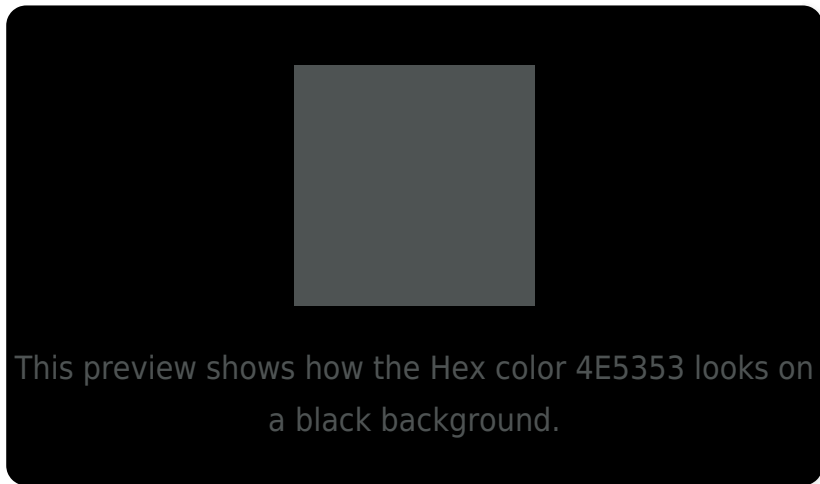 This preview shows how the Hex color 4E5353 looks on
a black background.